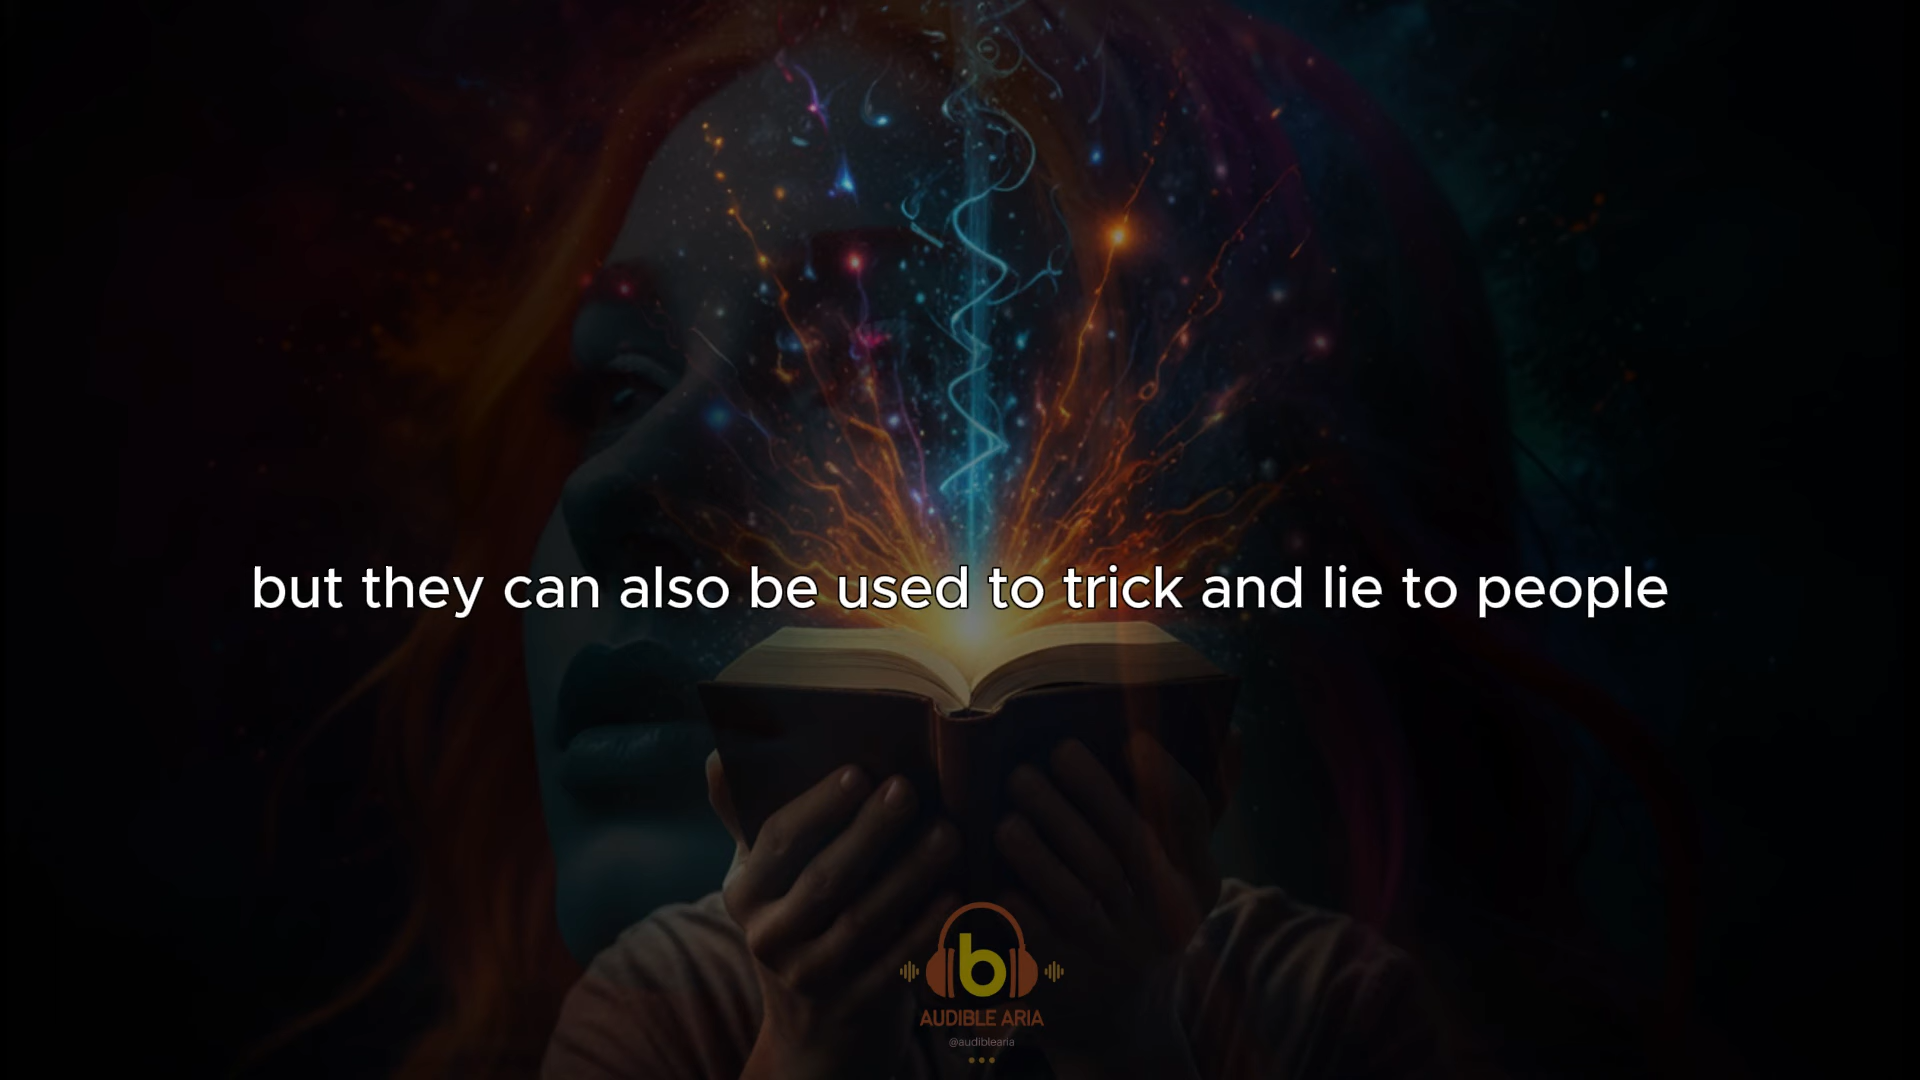 but they can also be used to trick and lie to people
b
AUDIBLE ARIA
@audiblearia